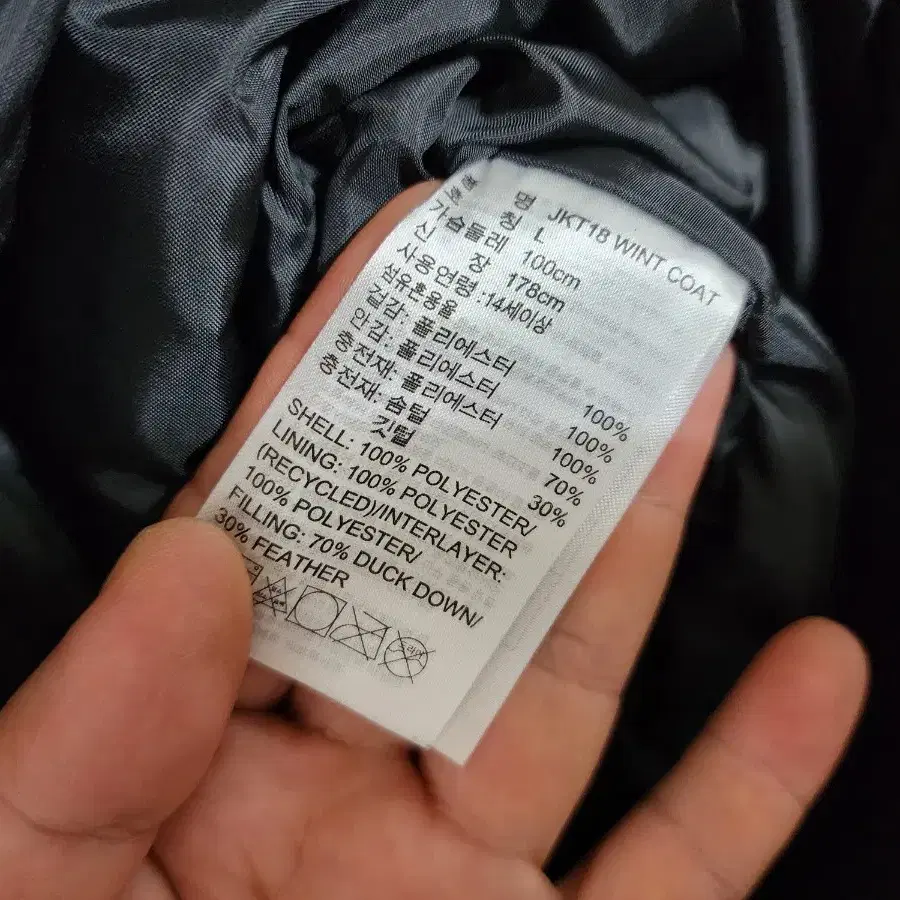 품 명 JKT18 WINT COAT
호 칭 L
가슴둘레 100cm
신 장 178cm
사용연령 :14세이상
섬유혼용율
겉감: 폴리에스터 100%
안감: 폴리에스터 100%
충전재: 폴리에스터 100%
충전재: 솜털 70%
깃털 30%
SHELL: 100% POLYESTER/
LINING: 100% POLYESTER
(RECYCLED)/INTERLAYER:
100% POLYESTER/
FILLING: 70% DUCK DOWN/
30% FEATHER
드라이